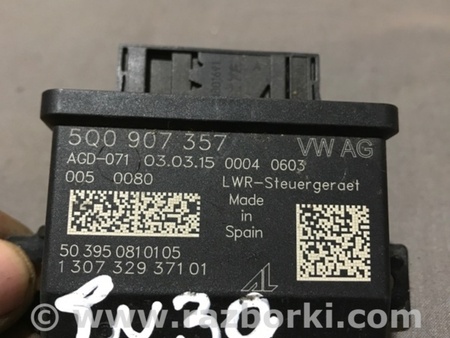 5Q0 907 357 VW AG
AGD-071 03.03.15 0004 0603
005 0080 LWR-Steuergeraet
Made
in
Spain
50 395 0810105
1 307 329 371 01
www.razborki.com